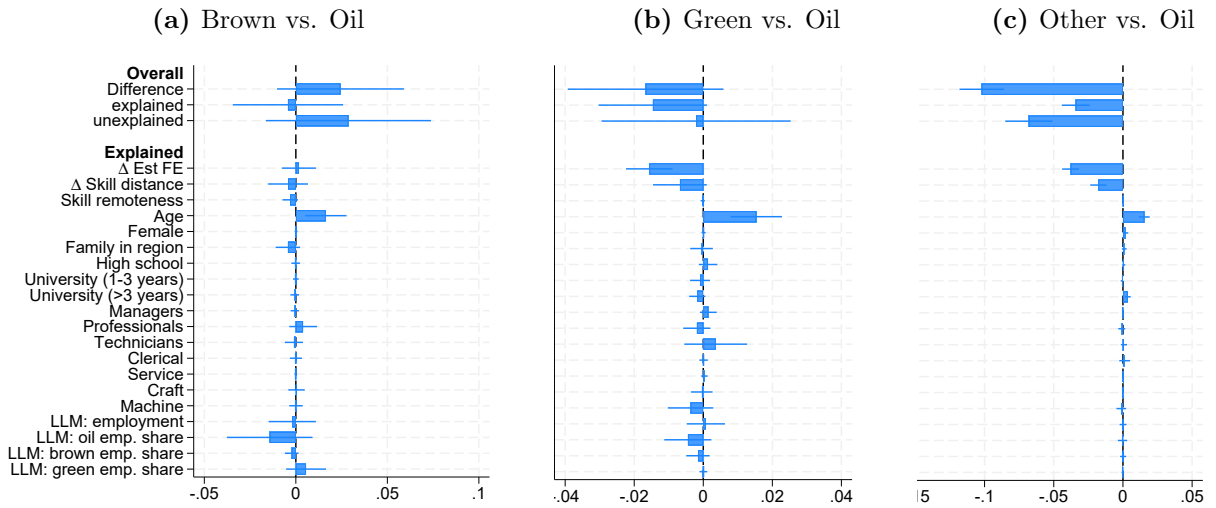 (a) Brown vs. Oil
(b) Green vs. Oil
(c) Other vs. Oil
Overall
Difference
explained
unexplained
Explained
Δ Est FE
Δ Skill distance
Skill remoteness
Age
Female
Family in region
High school
University (1-3 years)
University (>3 years)
Managers
Professionals
Technicians
Clerical
Service
Craft
Machine
LLM: employment
LLM: oil emp. share
LLM: brown emp. share
LLM: green emp. share
-.05 0 .05 .1
-.04 -.02 0 .02 .04
15 -.1 -.05 0 .05